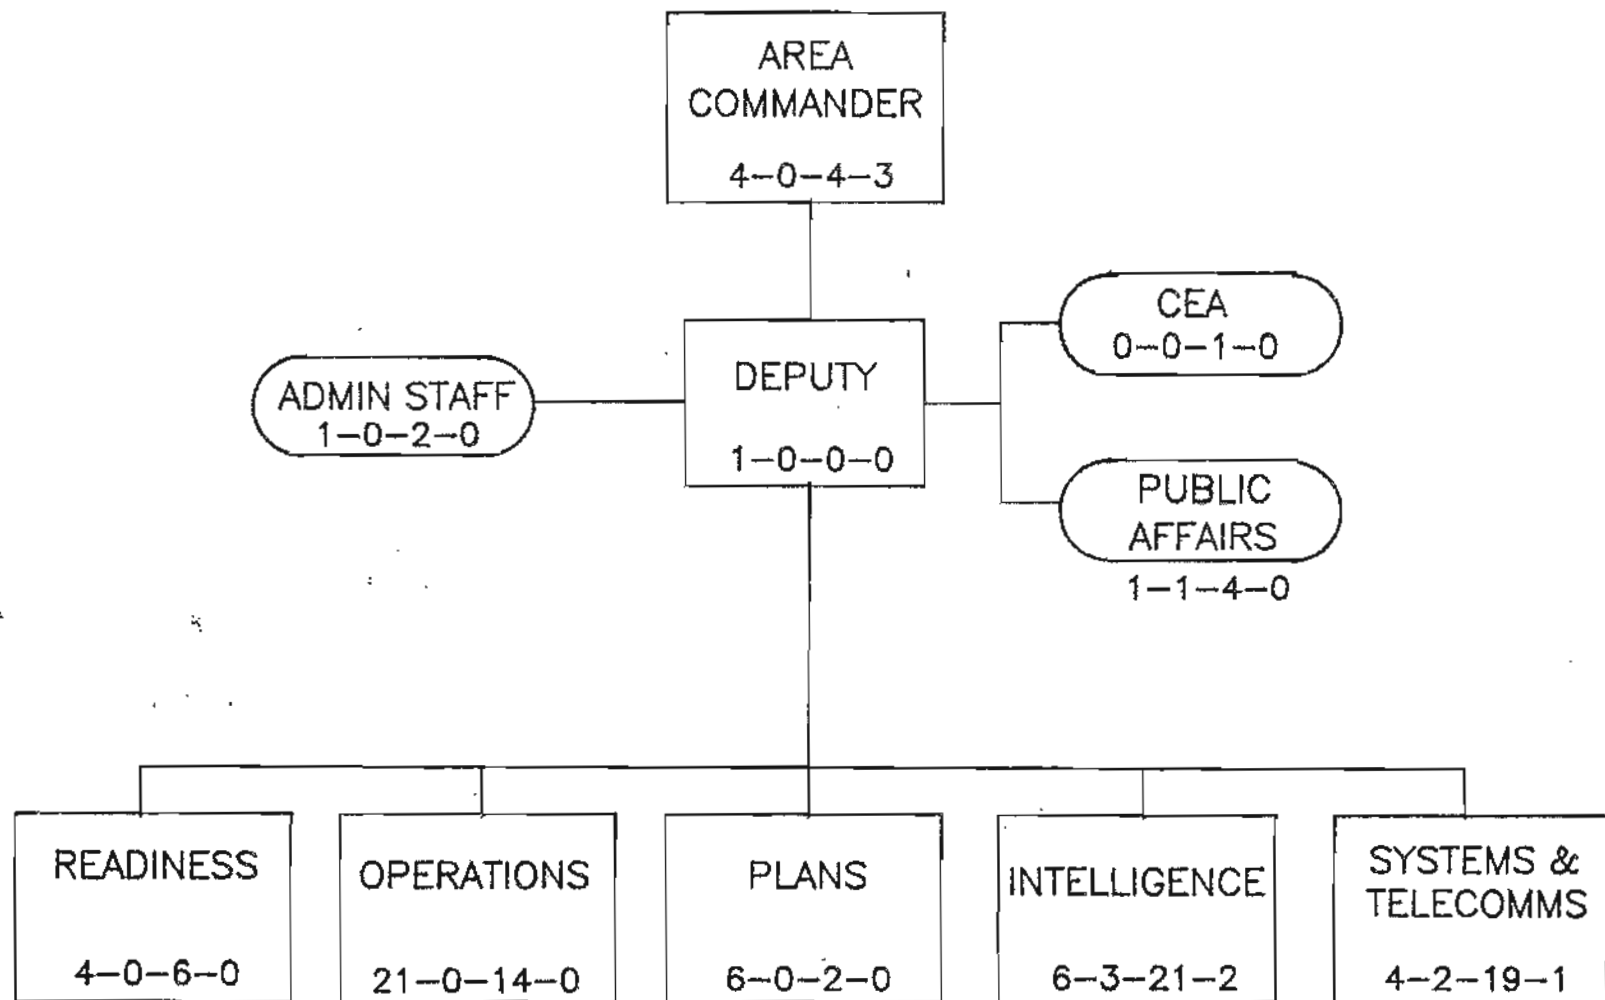 AREA
COMMANDER
4-0-4-3
CEA
0-0-1-0
ADMIN STAFF
1-0-2-0
DEPUTY
1-0-0-0
PUBLIC
AFFAIRS
1-1-4-0
READINESS
4-0-6-0
OPERATIONS
21-0-14-0
PLANS
6-0-2-0
INTELLIGENCE
6-3-21-2
SYSTEMS &
TELECOMMS
4-2-19-1